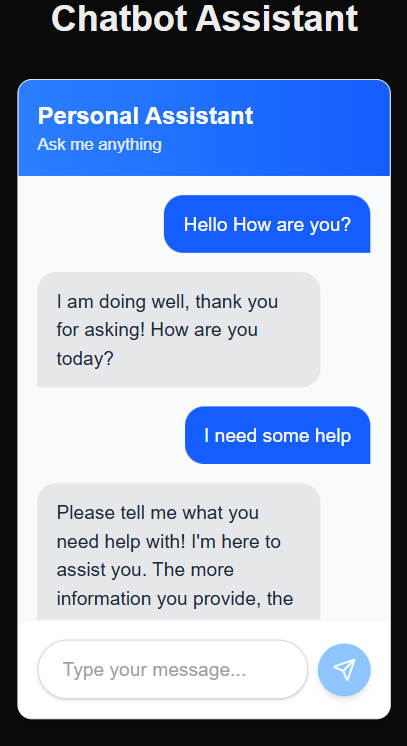 Chatbot Assistant
Personal Assistant
Ask me anything
Hello How are you?
I am doing well, thank you
for asking! How are you
today?
I need some help
Please tell me what you
need help with! I'm here to
assist you. The more
information you provide, the
Type your message...